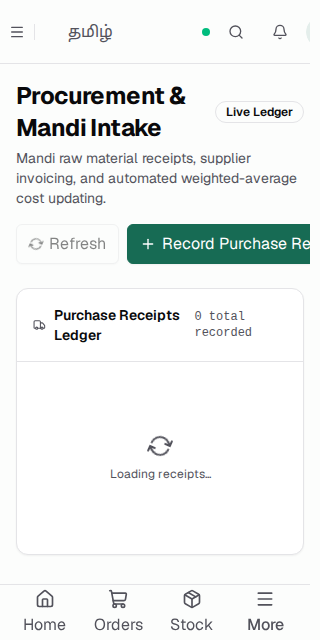 தமிழ்
Procurement &
Mandi Intake
Live Ledger
Mandi raw material receipts, supplier
invoicing, and automated weighted-average
cost updating.
Refresh
+ Record Purchase Re
Purchase Receipts
Ledger
0 total
recorded
Loading receipts…
Home
Orders
Stock
More